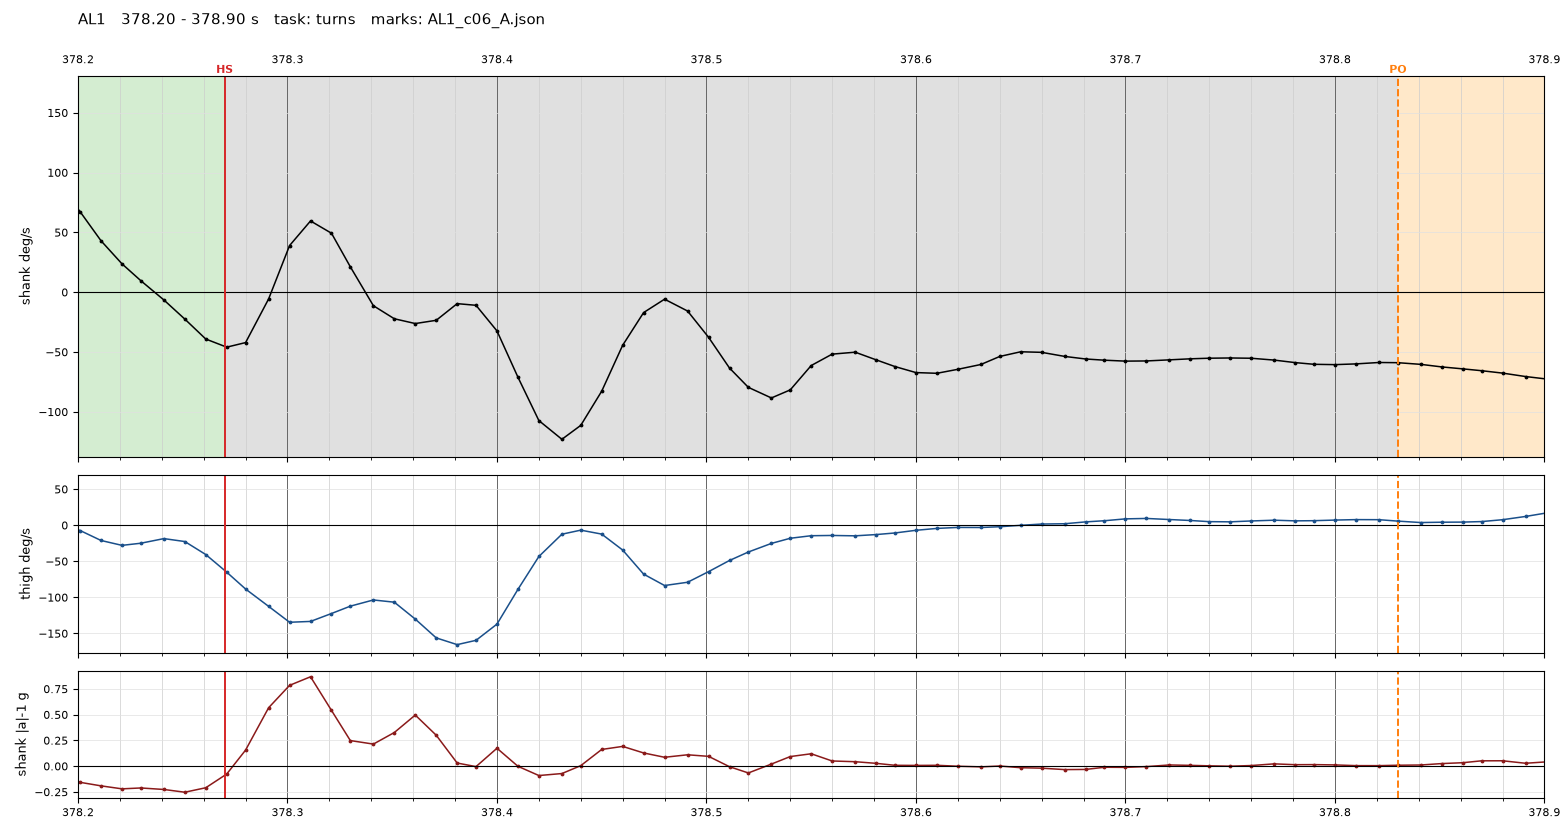 AL1   378.20 - 378.90 s   task: turns   marks: AL1_c06_A.json
378.2 378.3 378.4 378.5 378.6 378.7 378.8 378.9
HS PO
shank deg/s
150
100
50
0
−50
−100
thigh deg/s
50
0
−50
−100
−150
shank |a|-1 g
0.75
0.50
0.25
0.00
−0.25
378.2 378.3 378.4 378.5 378.6 378.7 378.8 378.9